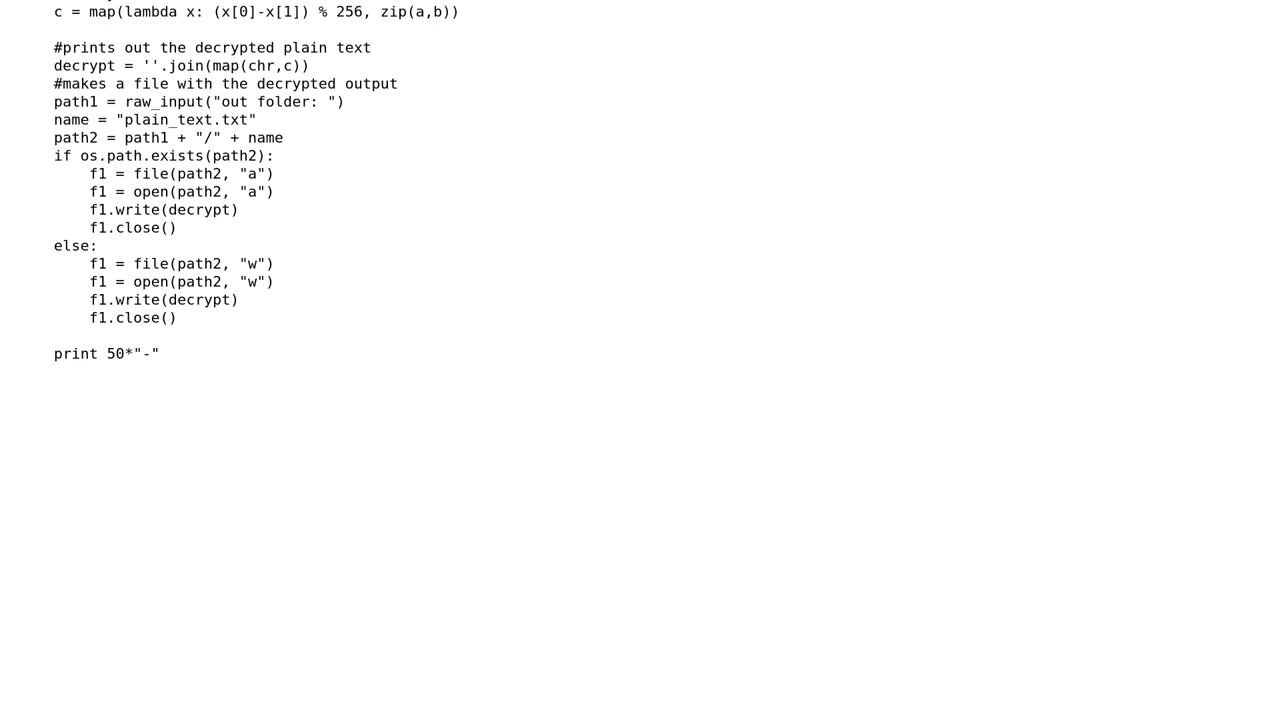 c = map(lambda x: (x[0]-x[1]) % 256, zip(a,b))
#prints out the decrypted plain text
decrypt = ''.join(map(chr,c))
#makes a file with the decrypted output
path1 = raw_input("out folder: ")
name = "plain_text.txt"
path2 = path1 + "/" + name
if os.path.exists(path2):
    f1 = file(path2, "a")
    f1 = open(path2, "a")
    f1.write(decrypt)
    f1.close()
else:
    f1 = file(path2, "w")
    f1 = open(path2, "w")
    f1.write(decrypt)
    f1.close()
print 50*"-"